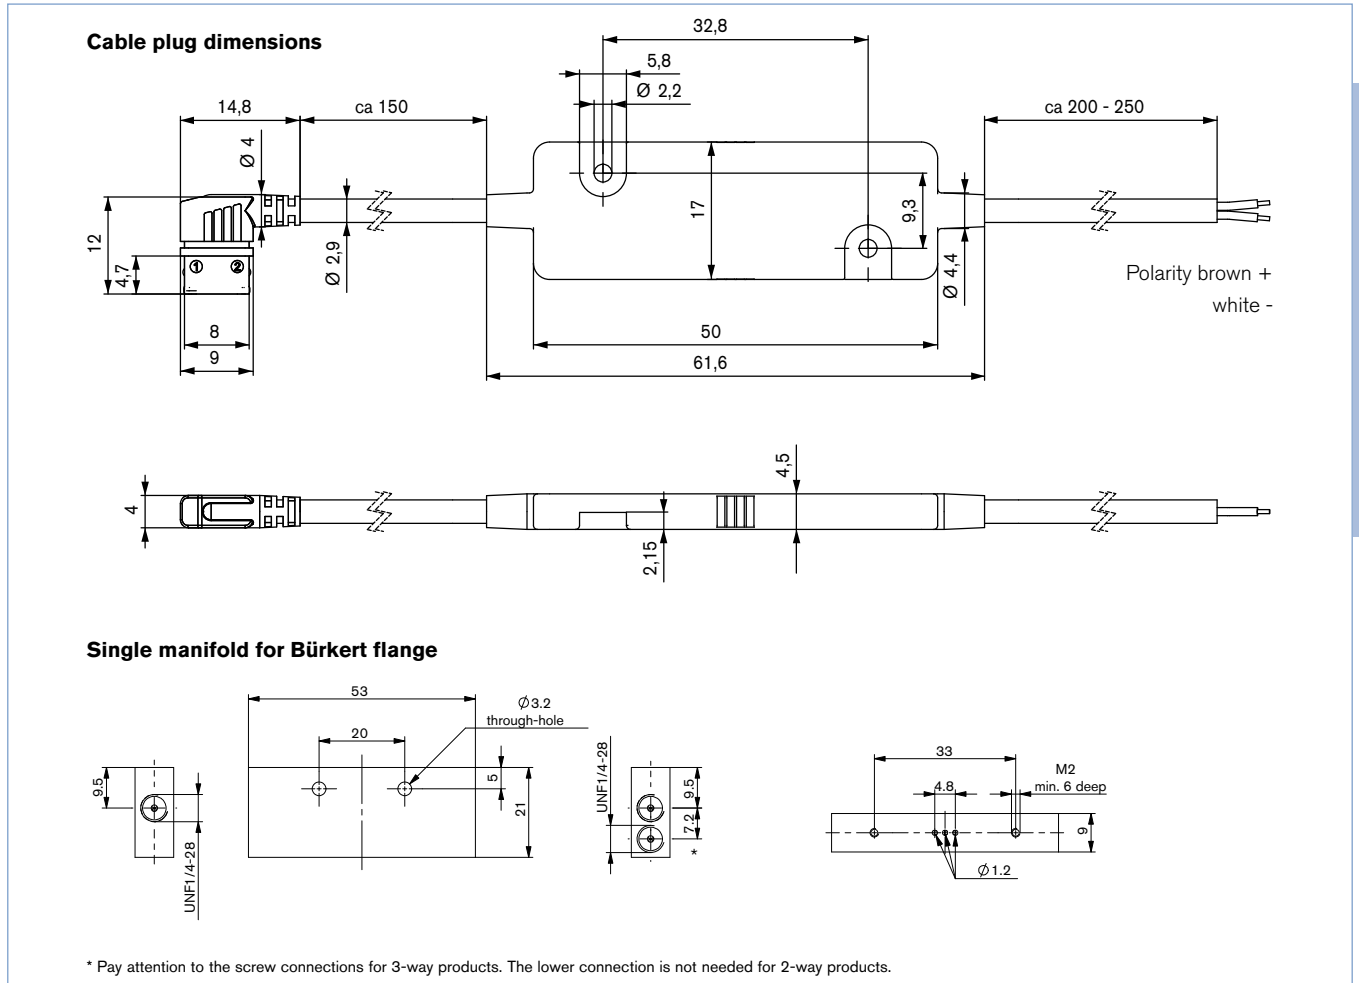 Cable plug dimensions
32,8
5,8
Ø 2,2
14,8
ca 150
ca 200 - 250
Ø 4
12
4,7
1 2
Ø 2,9
17
9,3
Ø 4,4
Polarity brown +
white -
8
9
50
61,6
4
4,5
2,15
Single manifold for Bürkert flange
53
Ø3.2
through-hole
20
5
21
9.5
UNF1/4-28
UNF1/4-28
9.5
7.2
*
33
M2
min. 6 deep
4.8
9
Ø1.2
* Pay attention to the screw connections for 3-way products. The lower connection is not needed for 2-way products.